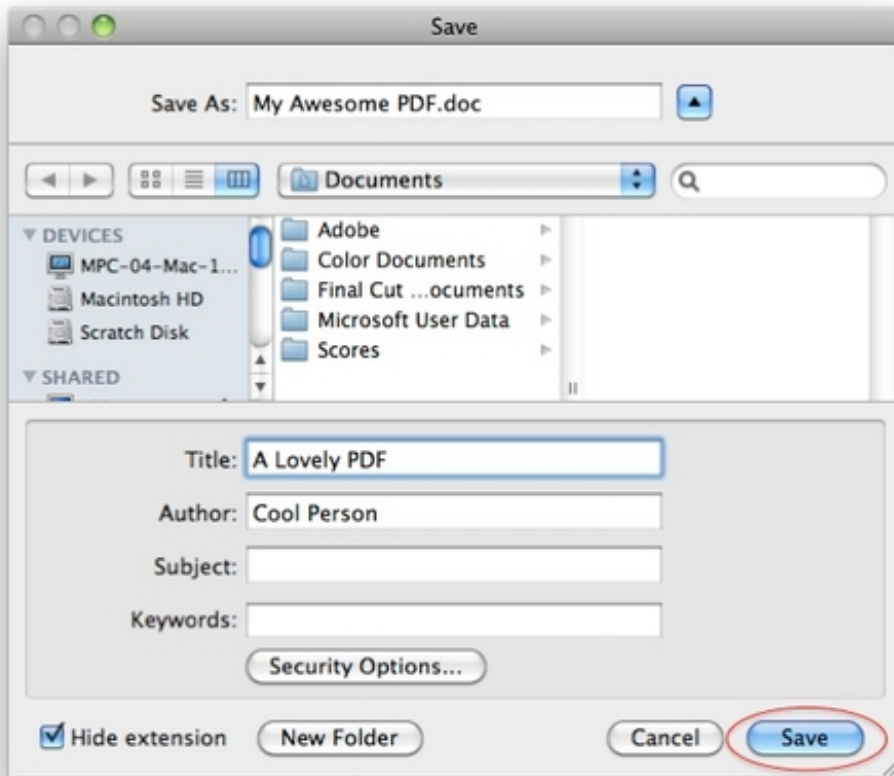 Save
Save As: My Awesome PDF.doc
Documents
DEVICES
MPC-04-Mac-1...
Macintosh HD
Scratch Disk
SHARED
Adobe
Color Documents
Final Cut ...ocuments
Microsoft User Data
Scores
Title: A Lovely PDF
Author: Cool Person
Subject:
Keywords:
Security Options...
Hide extension New Folder Cancel Save